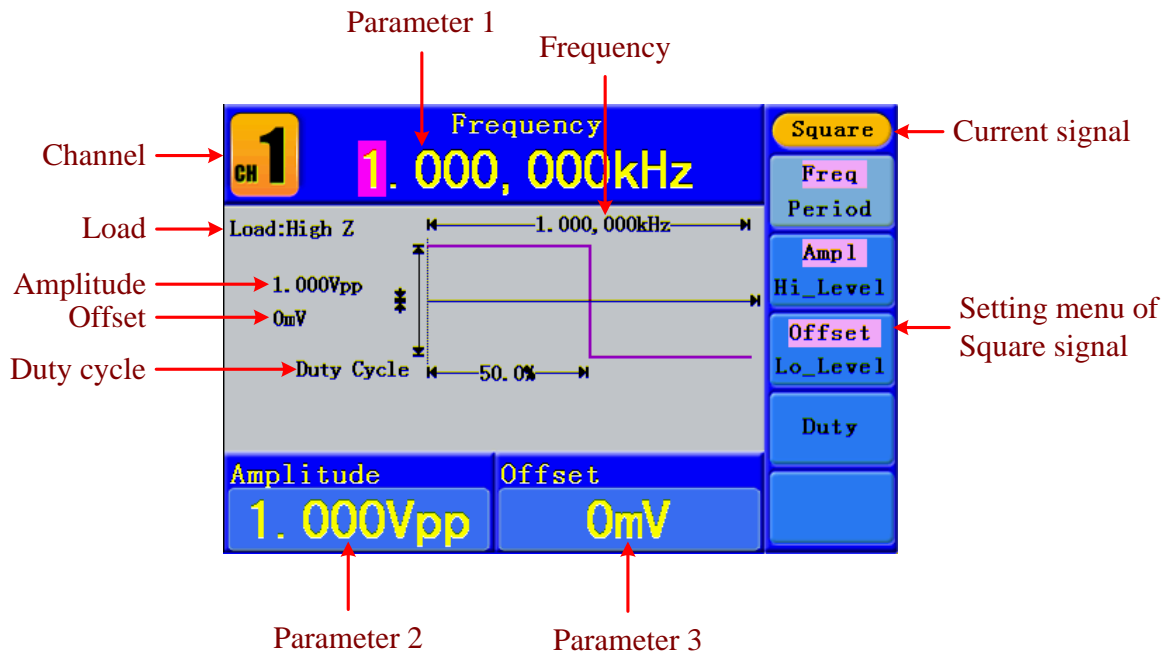 Parameter 1
Frequency
Channel
CH 1
Frequency
1.000,000kHz
Square
Current signal
Freq
Period
Load
Load:High Z
1.000,000kHz
Ampl
Hi_Level
Amplitude
1.000Vpp
Offset
0mV
Offset
Lo_Level
Setting menu of
Square signal
Duty cycle
Duty Cycle
50.0%
Duty
Amplitude
1.000Vpp
Offset
0mV
Parameter 2
Parameter 3